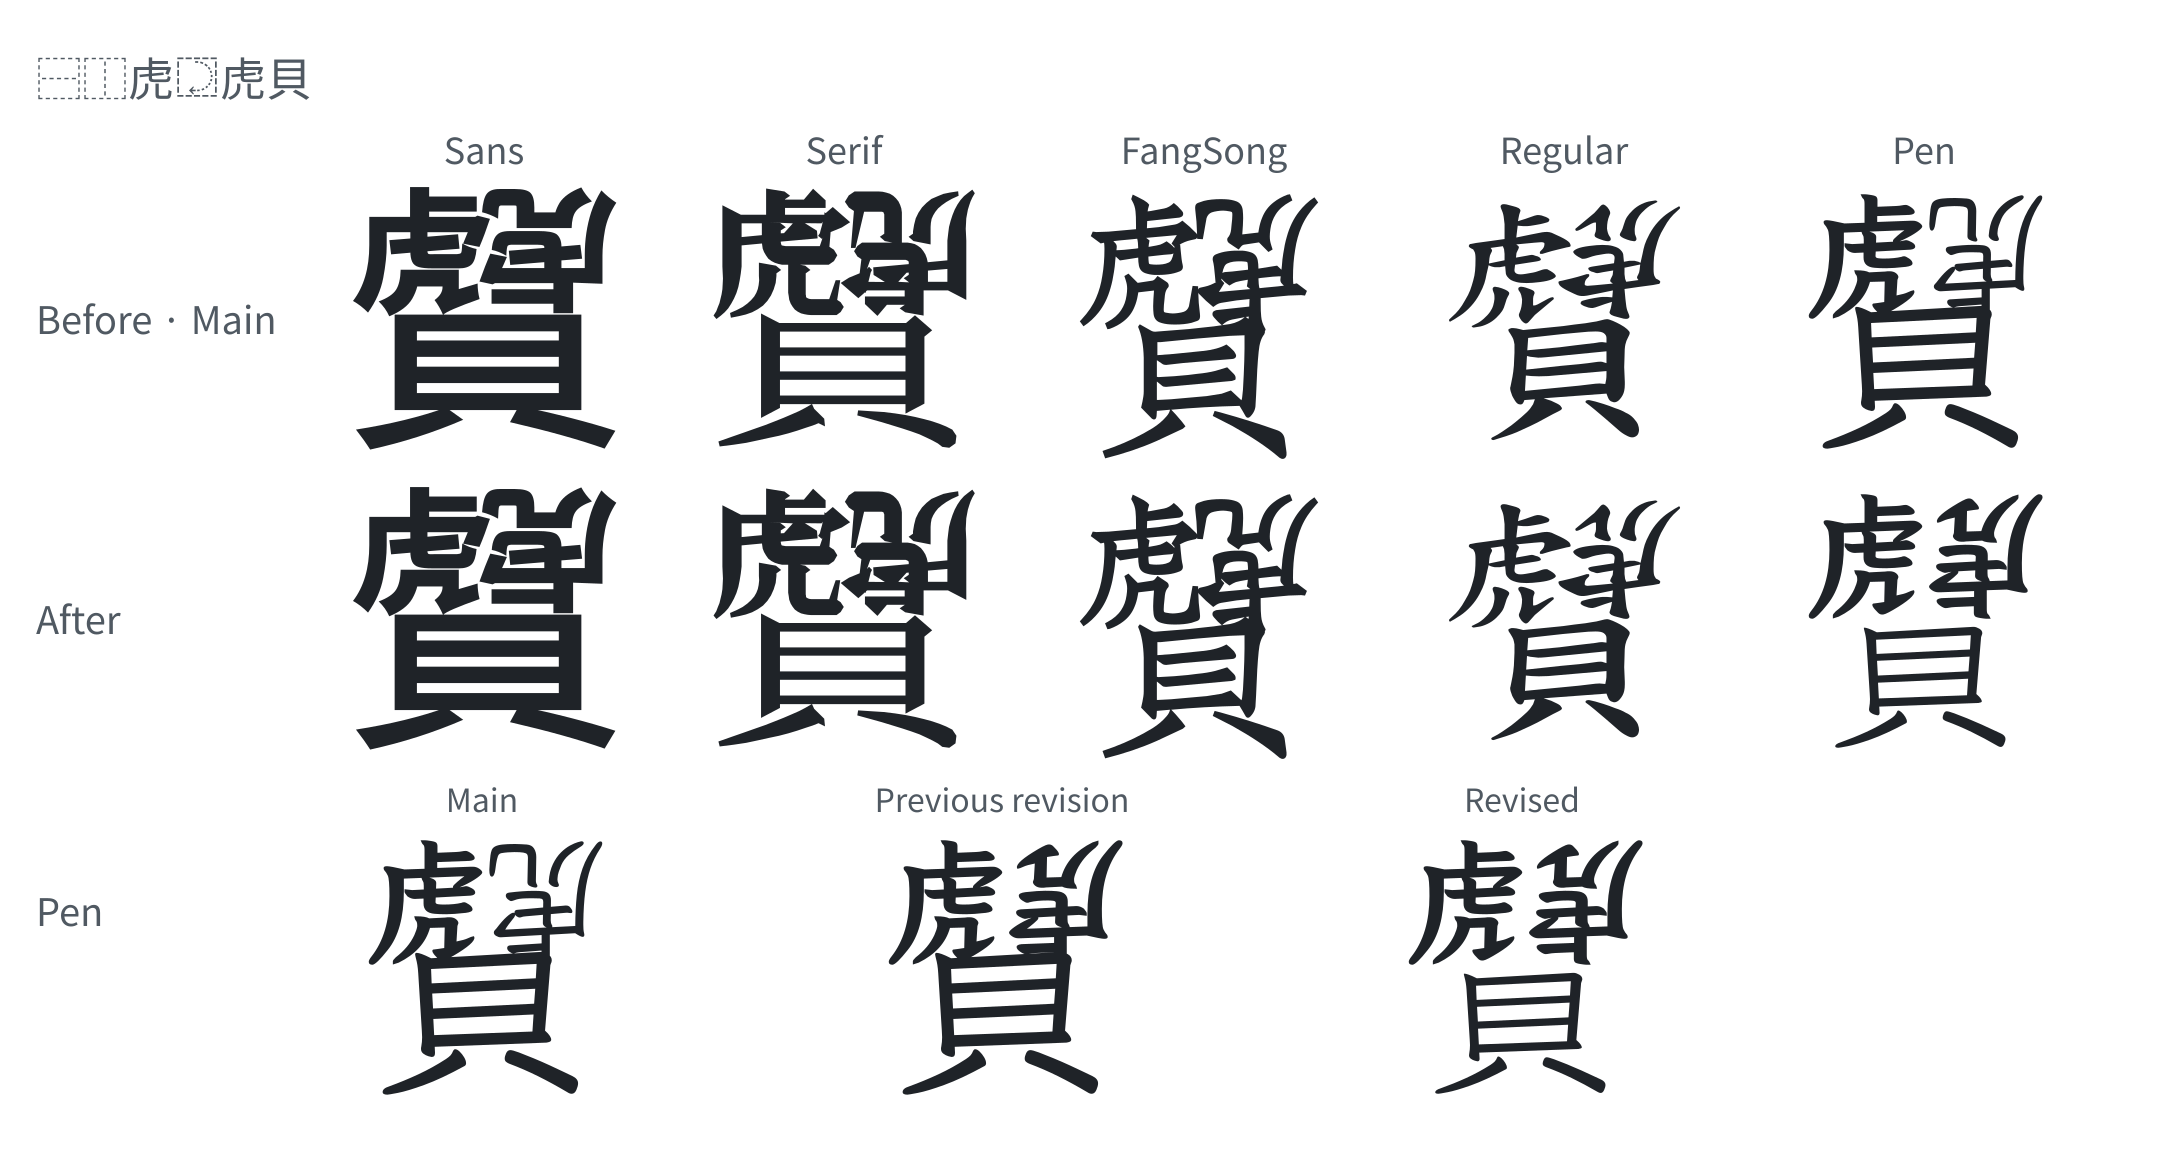 ⿱⿰虎⿿虎貝
Sans Serif FangSong Regular Pen
Before · Main
After
Main Previous revision Revised
Pen